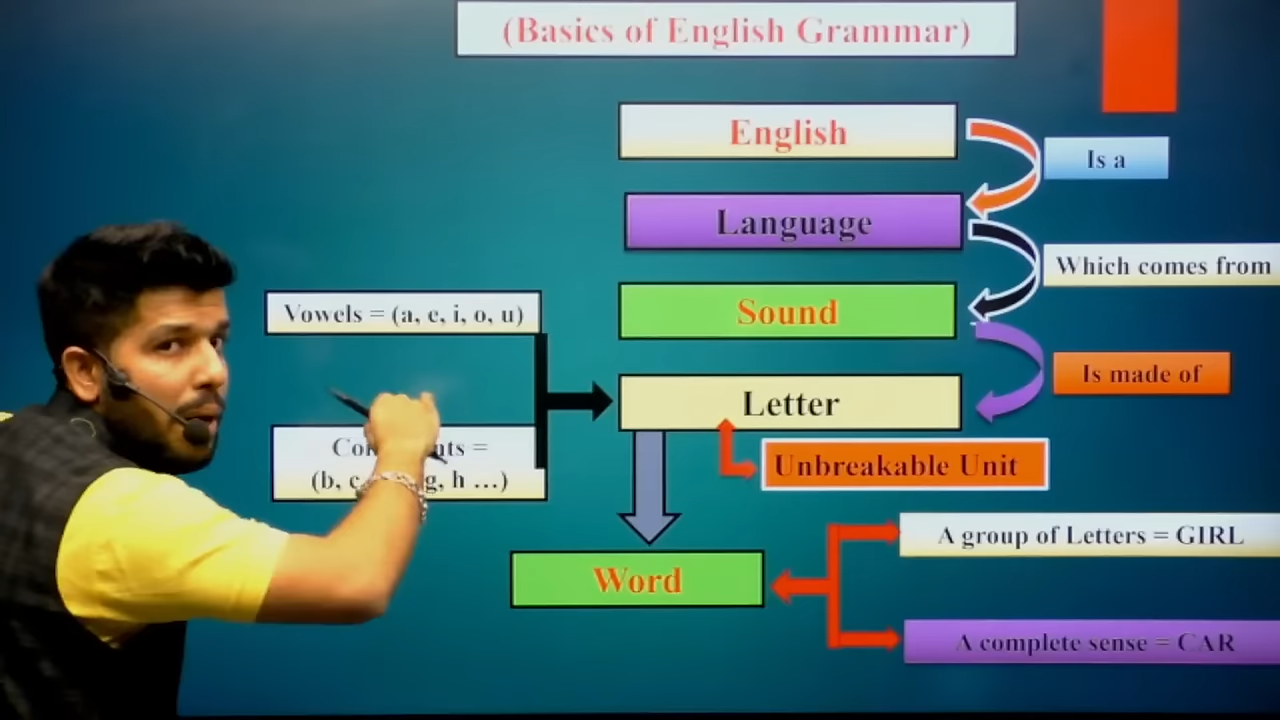 (Basics of English Grammar)
English
Is a
Language
Which comes from
Sound
Vowels = (a, e, i, o, u)
Is made of
Letter
=
(b, h ...)
Unbreakable Unit
A group of Letters = GIRL
Word
A complete sense = CAR